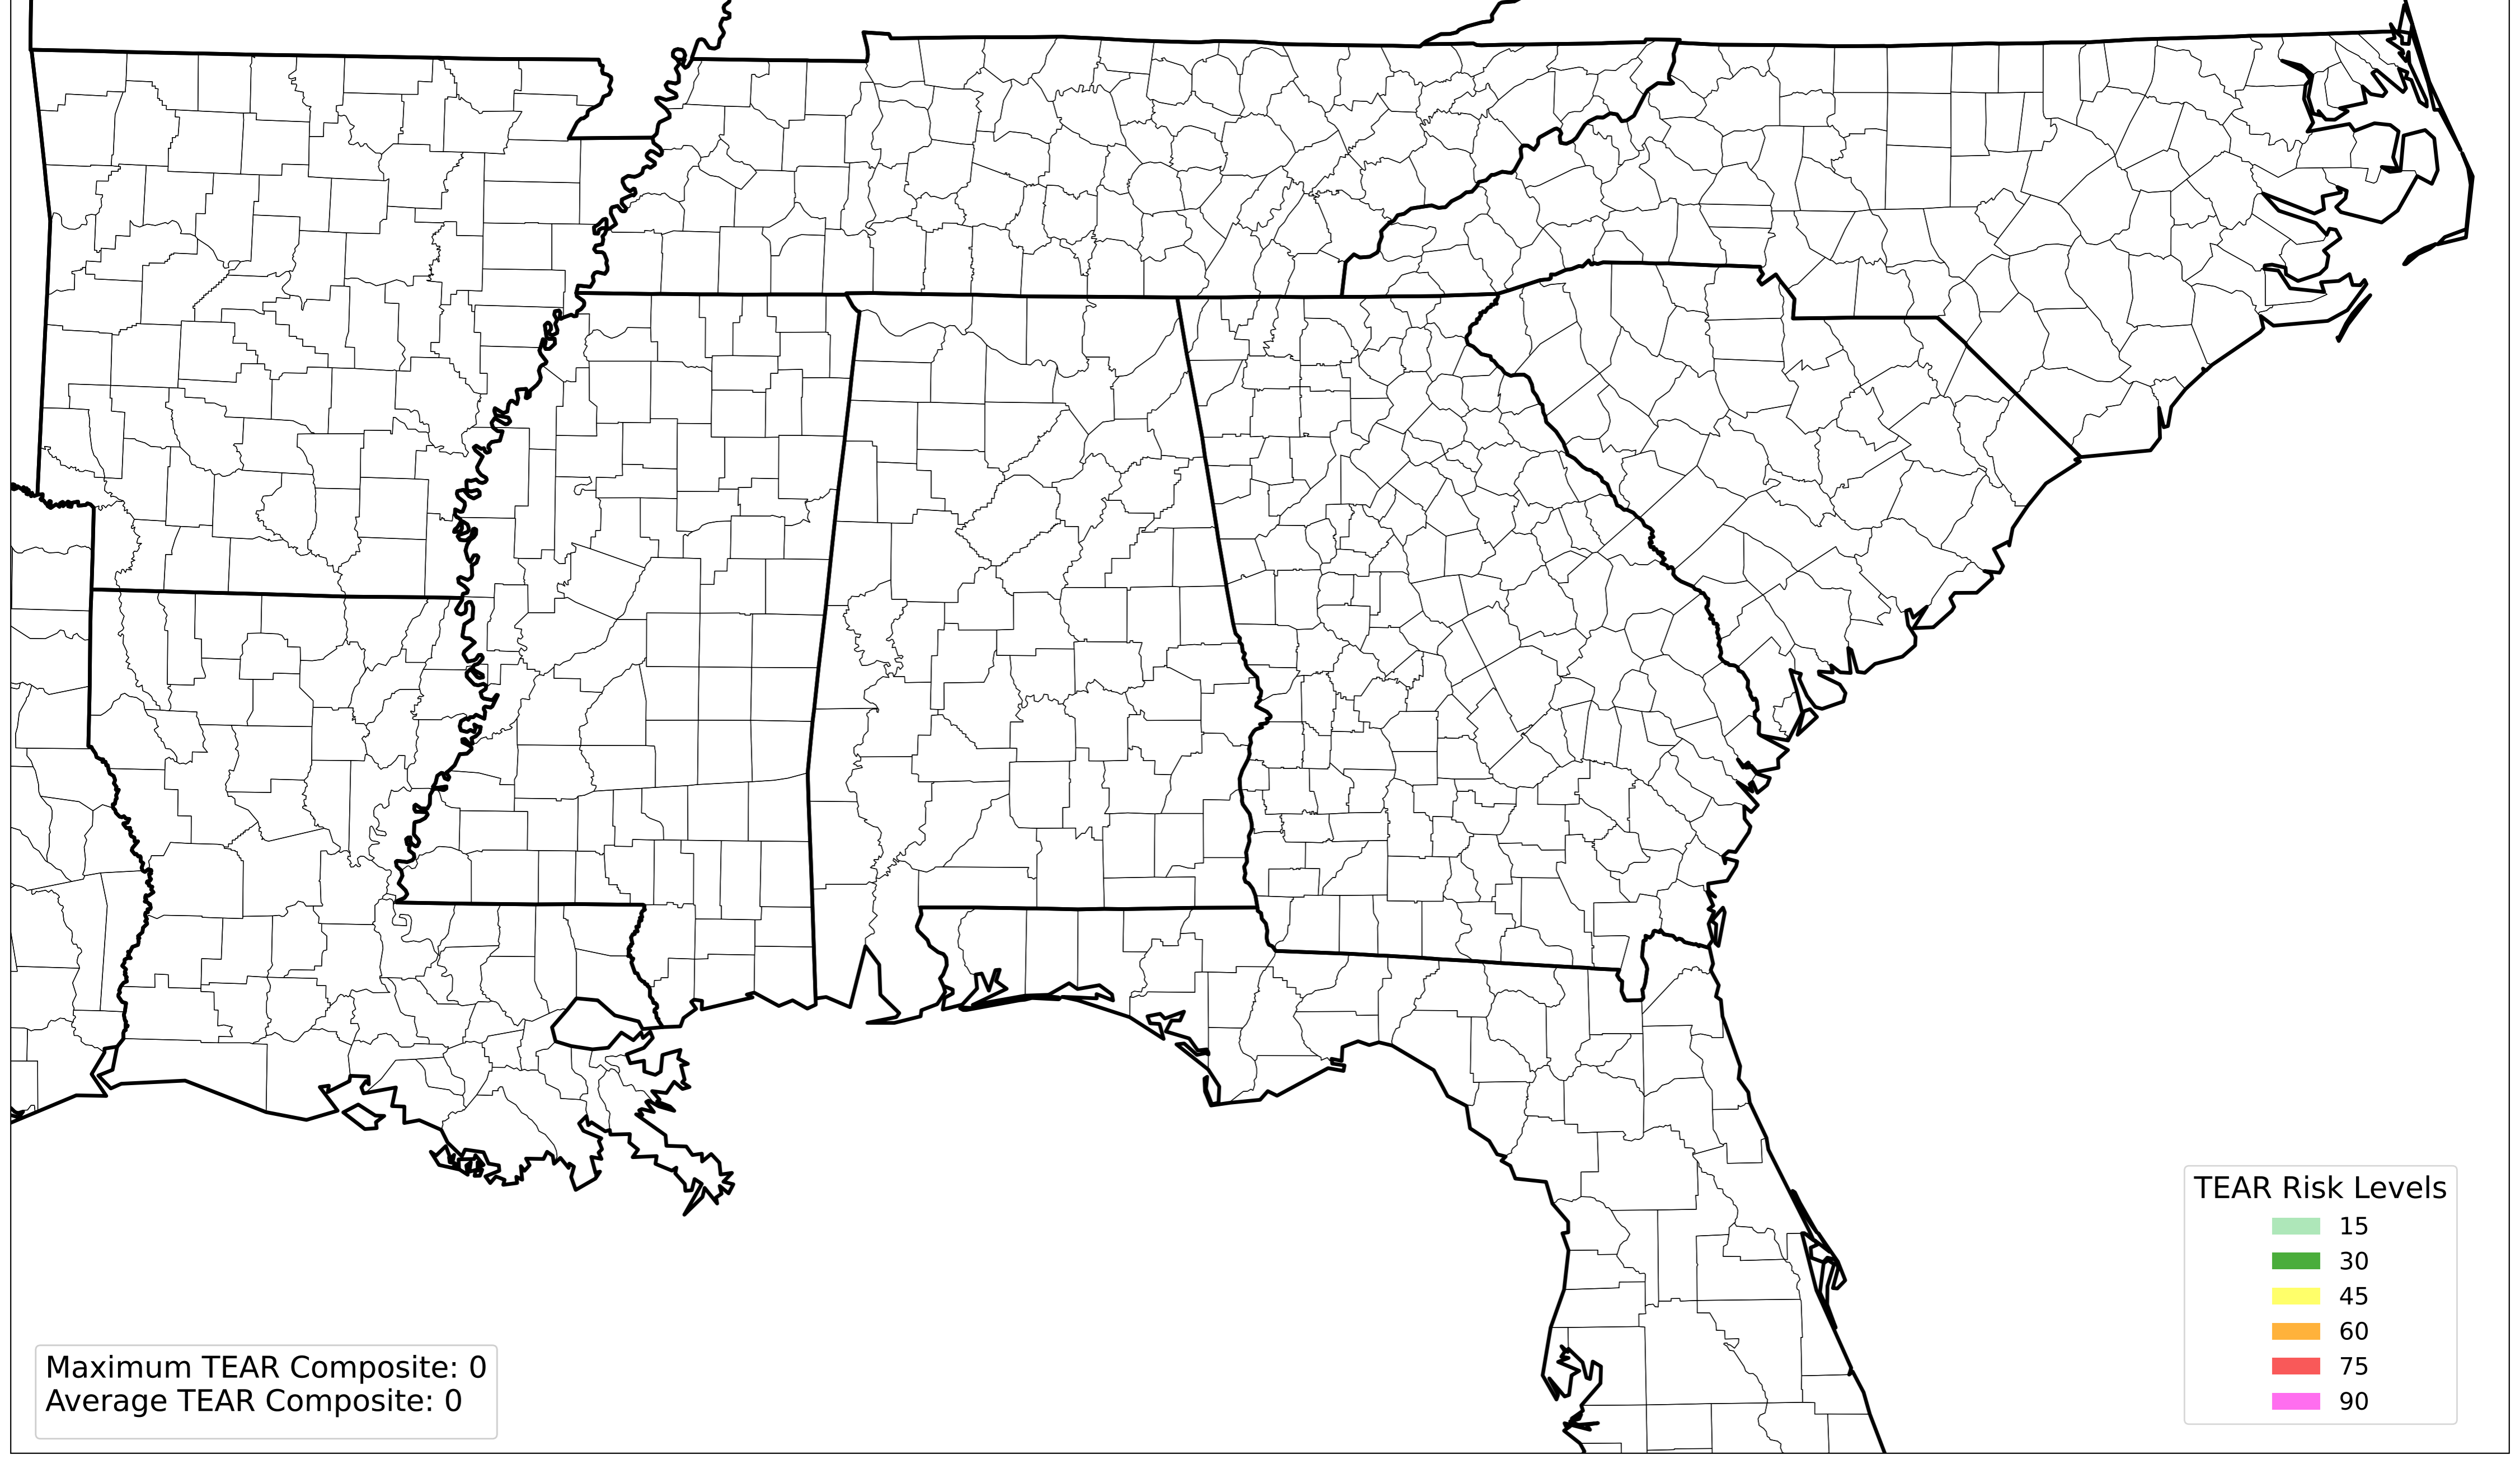 TEAR Risk Levels
15
30
45
60
75
90
Maximum TEAR Composite: 0
Average TEAR Composite: 0